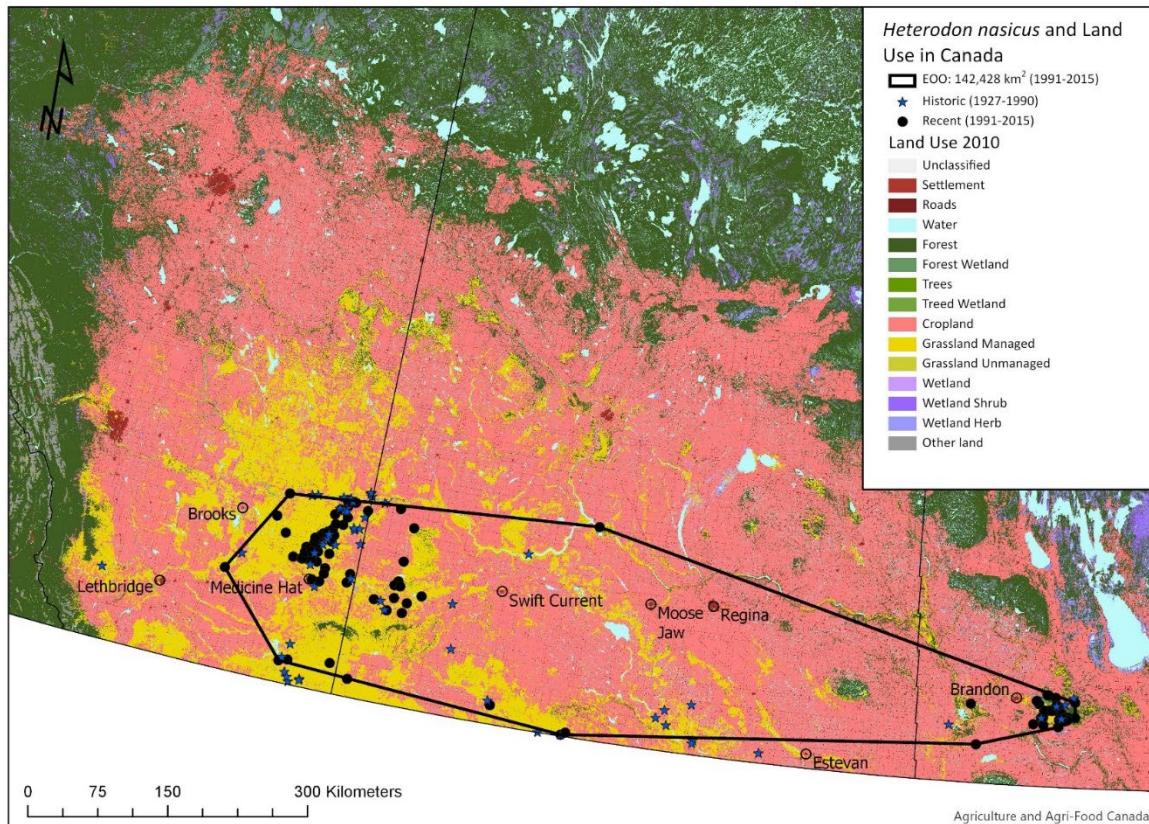 Heterodon nasicus and Land
Use in Canada
EOO: 142,428 km² (1991-2015)
Historic (1927-1990)
Recent (1991-2015)
Land Use 2010
Unclassified
Settlement
Roads
Water
Forest
Forest Wetland
Trees
Treed Wetland
Cropland
Grassland Managed
Grassland Unmanaged
Wetland
Wetland Shrub
Wetland Herb
Other land
N
Brooks
Lethbridge
Medicine Hat
Swift Current
Moose
Jaw
Regina
Brandon
Estevan
0 75 150 300 Kilometers
Agriculture and Agri-Food Canada